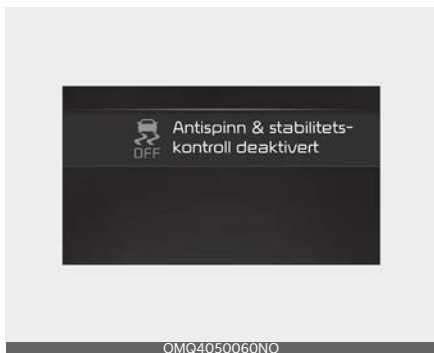 Antispinn & stabilitets-
OFF kontroll deaktivert
OMQ4050060NO